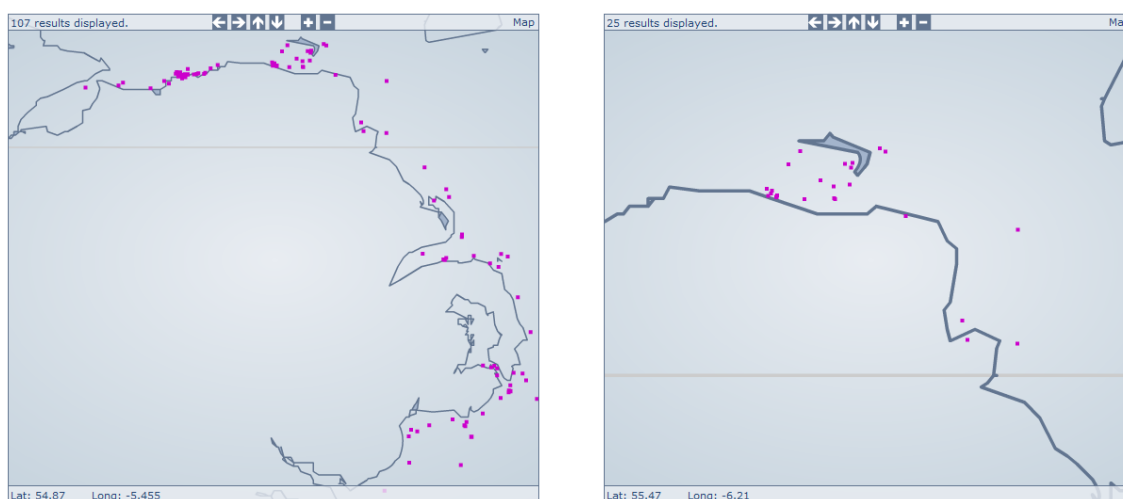 107 results displayed.
Map
Lat: 54.87 Long: -5.455
25 results displayed.
Ma
Lat: 55.47 Long: -6.21